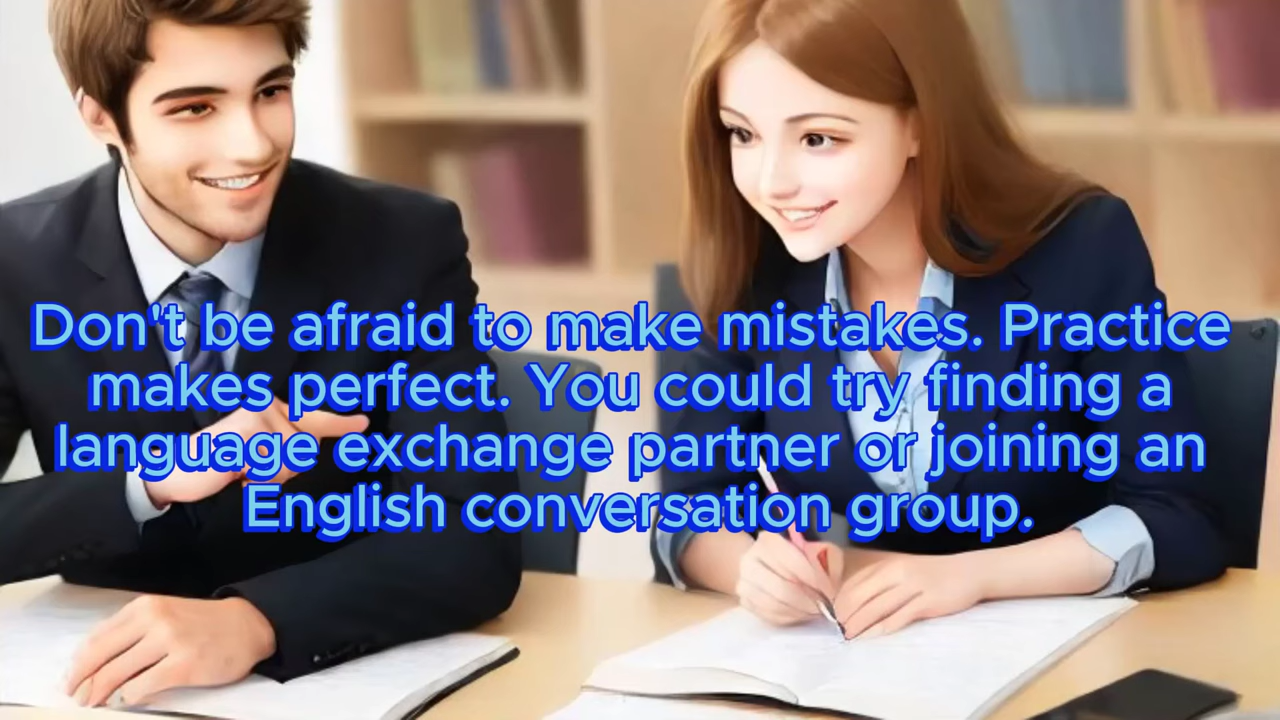 Don't be afraid to make mistakes. Practice
makes perfect. You could try finding a
language exchange partner or joining an
English conversation group.